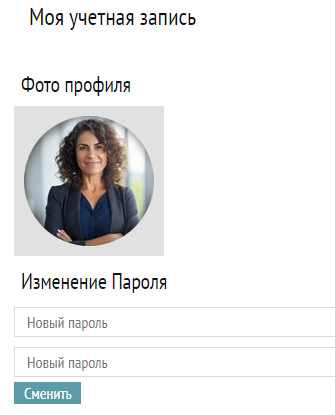 Моя учетная запись
Фото профиля
Изменение Пароля
Новый пароль
Новый пароль
Сменить